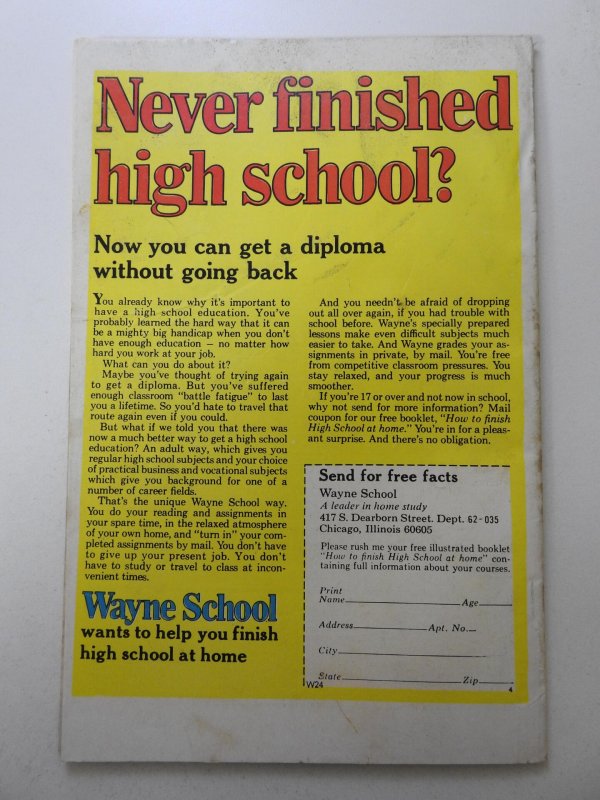 Never finished
high school?
Now you can get a diploma
without going back
You already know why it's important to
have a high school education. You've
probably learned the hard way that it can
be a mighty big handicap when you don't
have enough education – no matter how
hard you work at your job.
What can you do about it?
Maybe you've thought of trying again
to get a diploma. But you've suffered
enough classroom "battle fatigue" to last
you a lifetime. So you'd hate to travel that
route again even if you could.
But what if we told you that there was
now a much better way to get a high school
education? An adult way, which gives you
regular high school subjects and your choice
of practical business and vocational subjects
which give you background for one of a
number of career fields.
That's the unique Wayne School way.
You do your reading and assignments in
your spare time, in the relaxed atmosphere
of your own home, and "turn in" your com-
pleted assignments by mail. You don't have
to give up your present job. You don't
have to study or travel to class at incon-
venient times.
Wayne School
wants to help you finish
high school at home
And you needn't be afraid of dropping
out all over again, if you had trouble with
school before. Wayne's specially prepared
lessons make even difficult subjects much
easier to take. And Wayne grades your as-
signments in private, by mail. You're free
from competitive classroom pressures. You
stay relaxed, and your progress is much
smoother.
If you're 17 or over and not now in school,
why not send for more information? Mail
coupon for our free booklet, "How to finish
High School at home." You're in for a pleas-
ant surprise. And there's no obligation.
Send for free facts
Wayne School
A leader in home study
417 S. Dearborn Street. Dept. 62-035
Chicago, Illinois 60605
Please rush me your free illustrated booklet
"How to finish High School at home" con-
taining full information about your courses.
Print
Name Age
Address Apt. No.
City
State Zip
W24 4